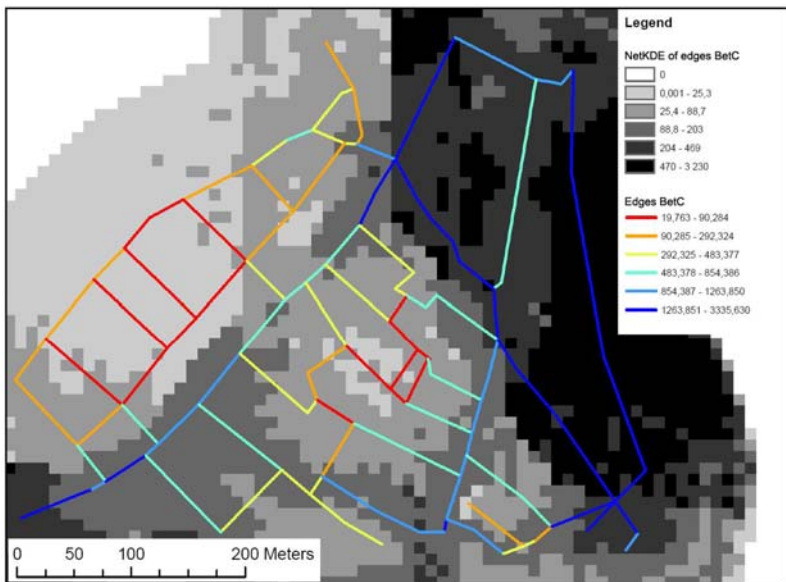 Legend
NetKDE of edges BetC
0
0,001 - 25,3
25,4 - 88,7
88,8 - 203
204 - 469
470 - 3 230
Edges BetC
19,763 - 90,284
90,285 - 292,324
292,325 - 483,377
483,378 - 854,386
854,387 - 1263,850
1263,851 - 3335,630
0 50 100 200 Meters